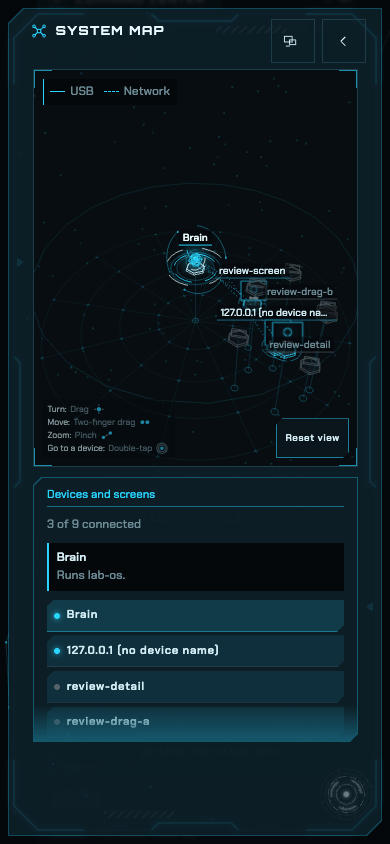 SYSTEM MAP
USB Network
Brain
review-screen
review-drag-b
127.0.0.1 (no device na...
review-detail
Turn: Drag
Move: Two-finger drag
Zoom: Pinch
Go to a device: Double-tap
Reset view
Devices and screens
3 of 9 connected
Brain
Runs lab-os.
Brain
127.0.0.1 (no device name)
review-detail
review-drag-a